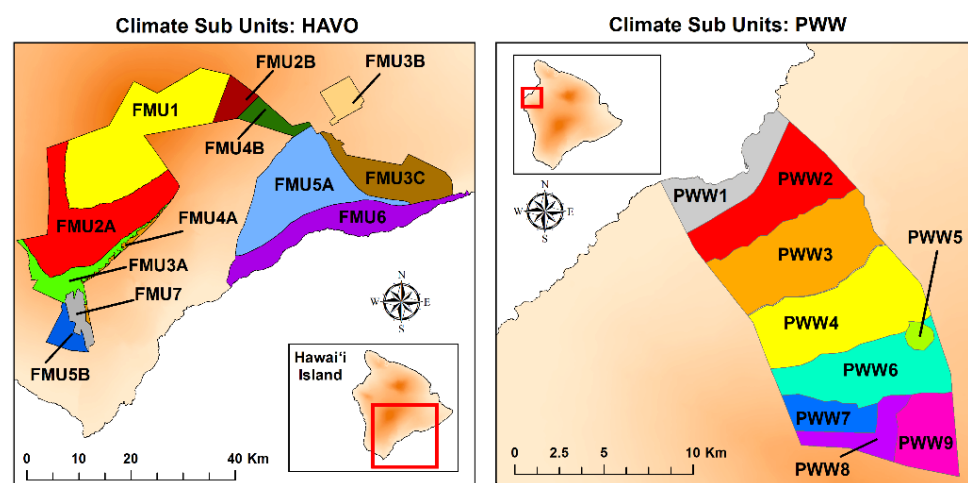 Climate Sub Units: HAVO
FMU2B
FMU3B
FMU1
FMU4B
FMU5A
FMU3C
FMU2A
FMU4A
FMU6
FMU3A
FMU7
FMU5B
N
W E
S
Hawaiʻi
Island
0 10 20 40 Km
Climate Sub Units: PWW
PWW1
PWW2
N
W E
S
PWW5
PWW3
PWW4
PWW6
PWW7
PWW9
PWW8
0 2.5 5 10 Km